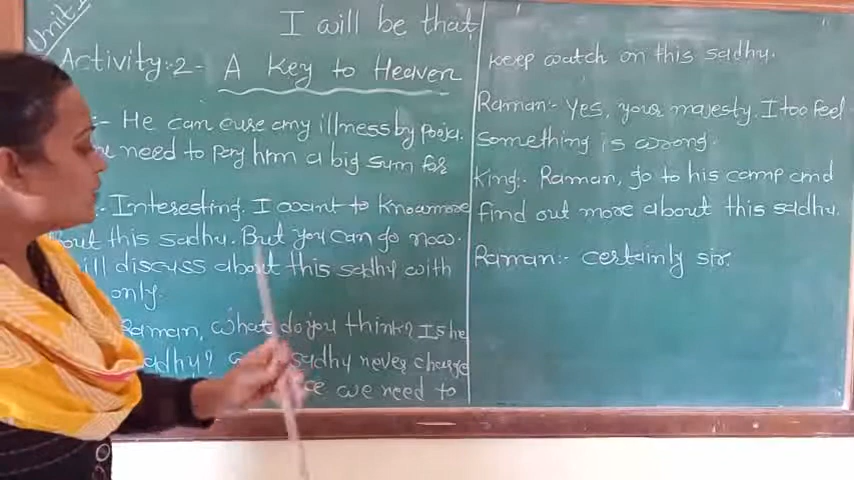 Unit 1
I will be that
Activity:-2- A Key to Heaven
:- He can cure any illness by pooja.
need to pay him a big sum for
:- Interesting. I want to know more
about this sadhu. But you can go now.
will discuss about this sadhu with
only.
Raman, what do you think? Is he
sadhu? sadhu never charge
we need to
keep watch on this sadhu.
Raman:- Yes, your majesty. I too feel
something is wrong.
King:- Raman, go to his camp and
find out more about this sadhu.
Raman:- certainly sir.